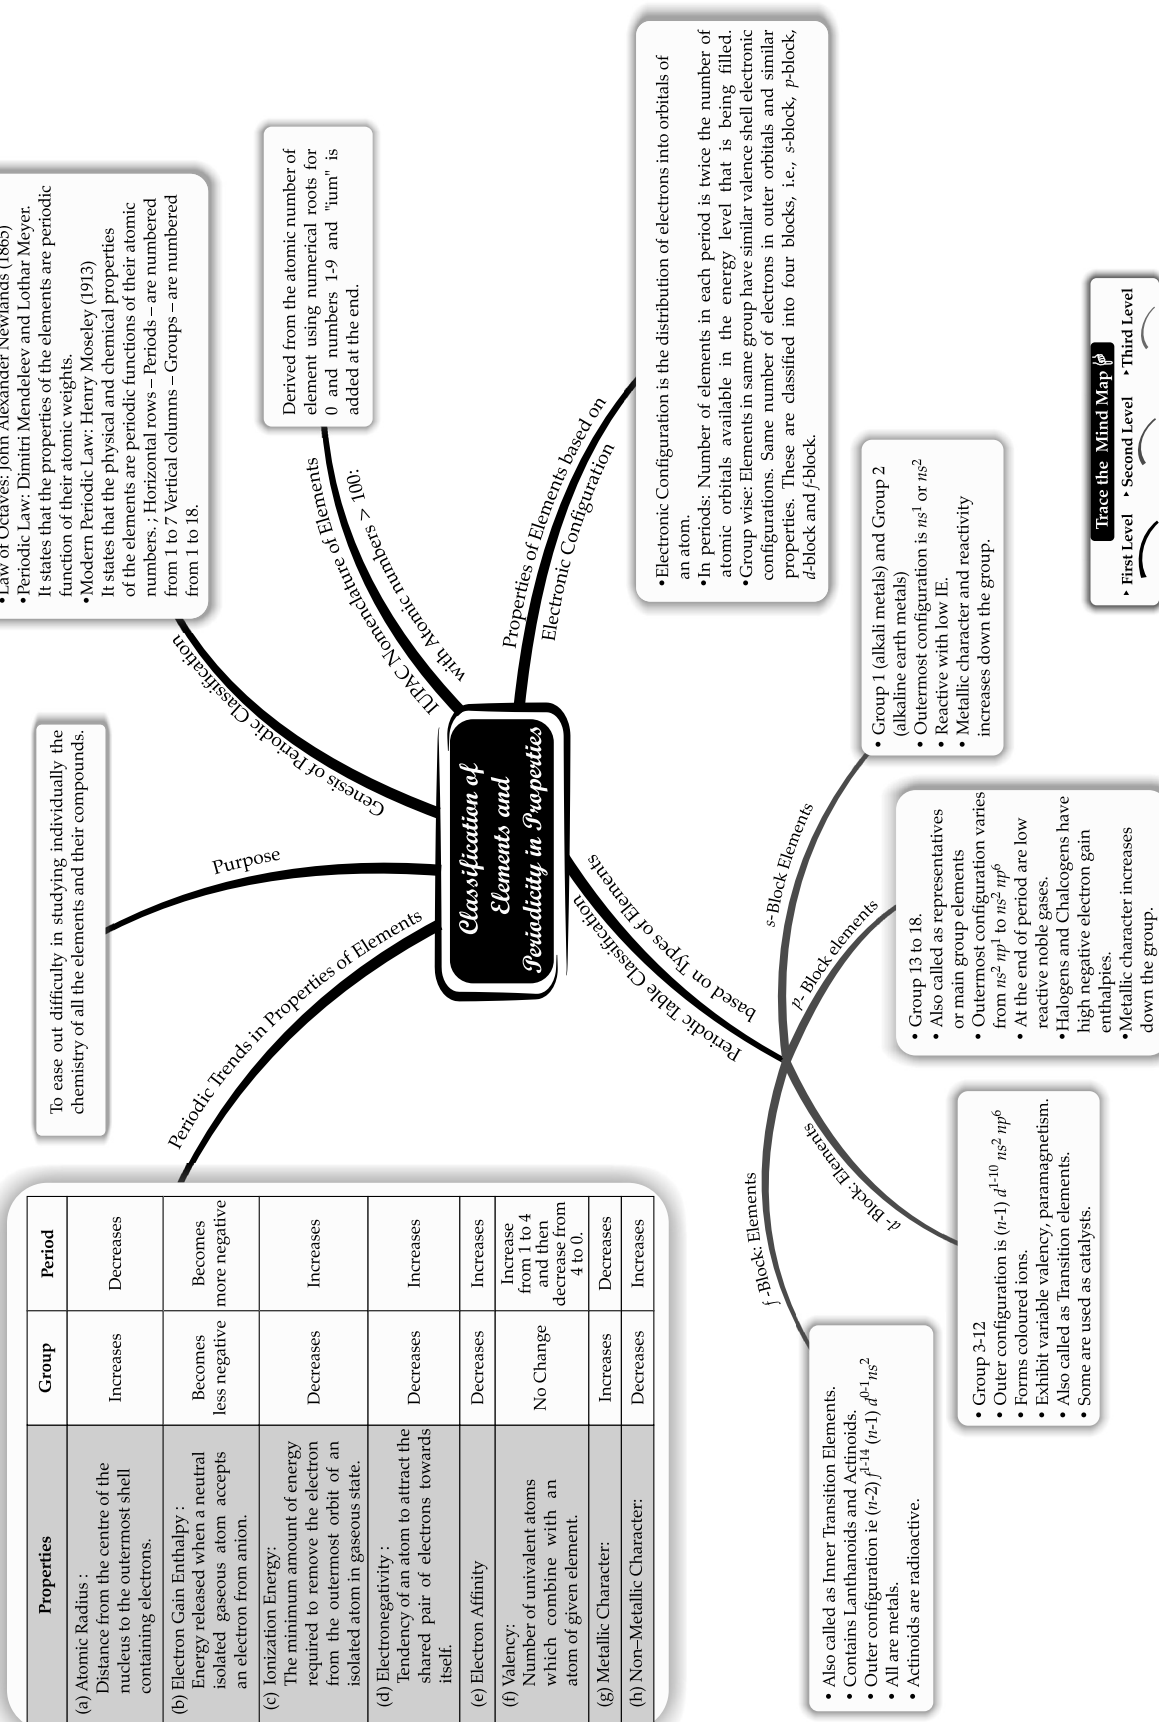 Classification of
Elements and
Periodicity in Properties
Genesis of Periodic Classification
•Law of Octaves: John Alexander Newlands (1865)
•Periodic Law: Dimitri Mendeleev and Lothar Meyer.
It states that the properties of the elements are periodic
function of their atomic weights.
•Modern Periodic Law: Henry Moseley (1913)
It states that the physical and chemical properties
of the elements are periodic functions of their atomic
numbers. ; Horizontal rows – Periods – are numbered
from 1 to 7 Vertical columns – Groups – are numbered
from 1 to 18.
IUPAC Nomenclature of Elements
with Atomic numbers > 100:
Derived from the atomic number of
element using numerical roots for
0 and numbers 1-9 and "ium" is
added at the end.
Properties of Elements based on
Electronic Configuration
•Electronic Configuration is the distribution of electrons into orbitals of
an atom.
•In periods: Number of elements in each period is twice the number of
atomic orbitals available in the energy level that is being filled.
•Group wise: Elements in same group have similar valence shell electronic
configurations. Same number of electrons in outer orbitals and similar
properties. These are classified into four blocks, i.e., s-block, p-block,
d-block and f-block.
Purpose
To ease out difficulty in studying individually the
chemistry of all the elements and their compounds.
Periodic Trends in Properties of Elements
Properties Group Period
(a) Atomic Radius :
Distance from the centre of the
nucleus to the outermost shell
containing electrons.
Increases Decreases
(b) Electron Gain Enthalpy :
Energy released when a neutral
isolated gaseous atom accepts
an electron from anion.
Becomes
less negative
Becomes
more negative
(c) Ionization Energy:
The minimum amount of energy
required to remove the electron
from the outermost orbit of an
isolated atom in gaseous state.
Decreases Increases
(d) Electronegativity :
Tendency of an atom to attract the
shared pair of electrons towards
itself.
Decreases Increases
(e) Electron Affinity Decreases Increases
(f) Valency:
Number of univalent atoms
which combine with an
atom of given element.
No Change
Increase
from 1 to 4
and then
decrease from
4 to 0.
(g) Metallic Character: Increases Decreases
(h) Non–Metallic Character: Decreases Increases
Periodic Table Classification
based on Types of Elements
s-Block Elements
• Group 1 (alkali metals) and Group 2
(alkaline earth metals)
• Outermost configuration is ns¹ or ns²
• Reactive with low IE.
• Metallic character and reactivity
increases down the group.
p- Block elements
• Group 13 to 18.
• Also called as representatives
or main group elements
• Outermost configuration varies
from ns² np¹ to ns² np⁶
• At the end of period are low
reactive noble gases.
•Halogens and Chalcogens have
high negative electron gain
enthalpies.
•Metallic character increases
down the group.
d- Block: Elements
• Group 3-12
• Outer configuration is (n-1) d¹⁻¹⁰ ns² np⁶
• Forms coloured ions.
• Exhibit variable valency, paramagnetism.
• Also called as Transition elements.
• Some are used as catalysts.
f -Block: Elements
• Also called as Inner Transition Elements.
• Contains Lanthanoids and Actinoids.
• Outer configuration ie (n-2) f¹⁻¹⁴ (n-1) d⁰⁻¹ns²
• All are metals.
• Actinoids are radioactive.
Trace the Mind Map
‣ First Level ‣ Second Level ‣ Third Level